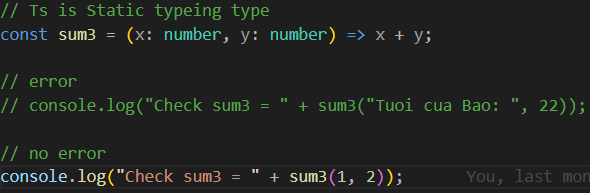 // Ts is Static typeing type
const sum3 = (x: number, y: number) => x + y;
// error
// console.log("Check sum3 = " + sum3("Tuoi cua Bao: ", 22));
// no error
console.log("Check sum3 = " + sum3(1, 2)); You, last mon